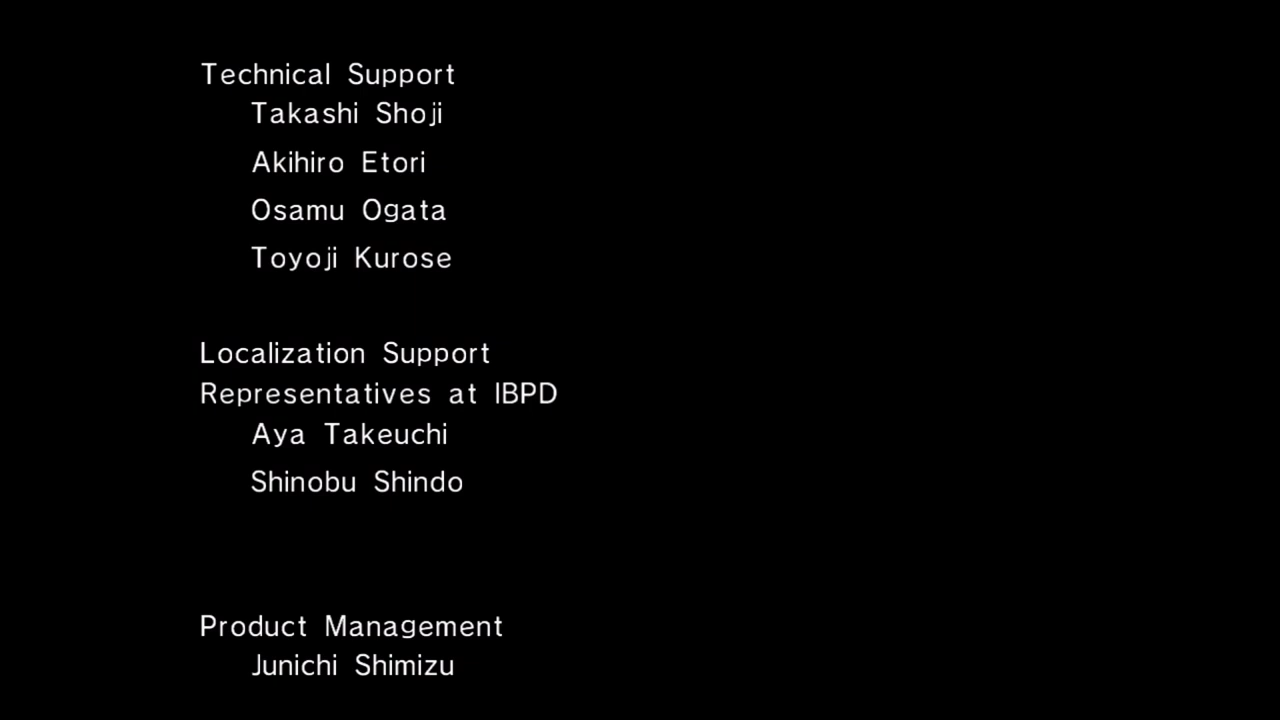 Technical Support
Takashi Shoji
Akihiro Etori
Osamu Ogata
Toyoji Kurose
Localization Support
Representatives at IBPD
Aya Takeuchi
Shinobu Shindo
Product Management
Junichi Shimizu